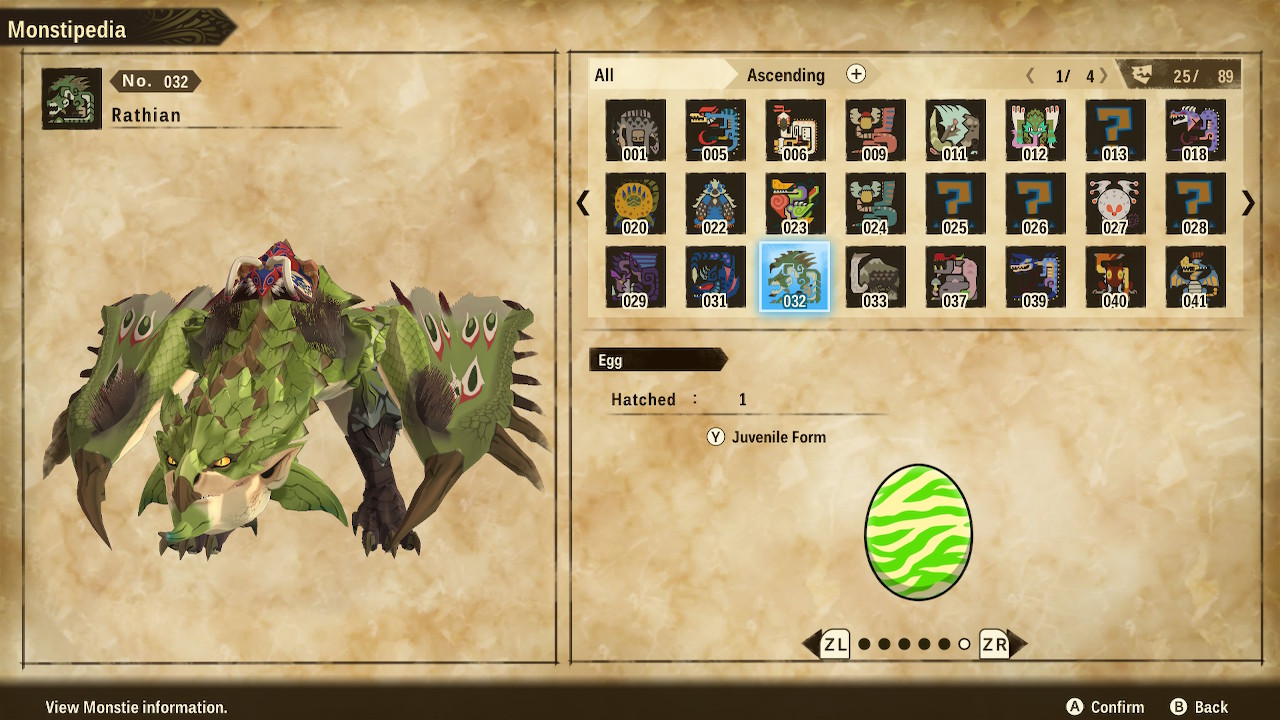 Monstipedia
No. 032
Rathian
All
Ascending
1/ 4
25/ 89
001 005 006 009 011 012 013 018
020 022 023 024 025 026 027 028
029 031 032 033 037 039 040 041
Egg
Hatched : 1
Y Juvenile Form
ZL ZR
View Monstie information.
A Confirm B Back